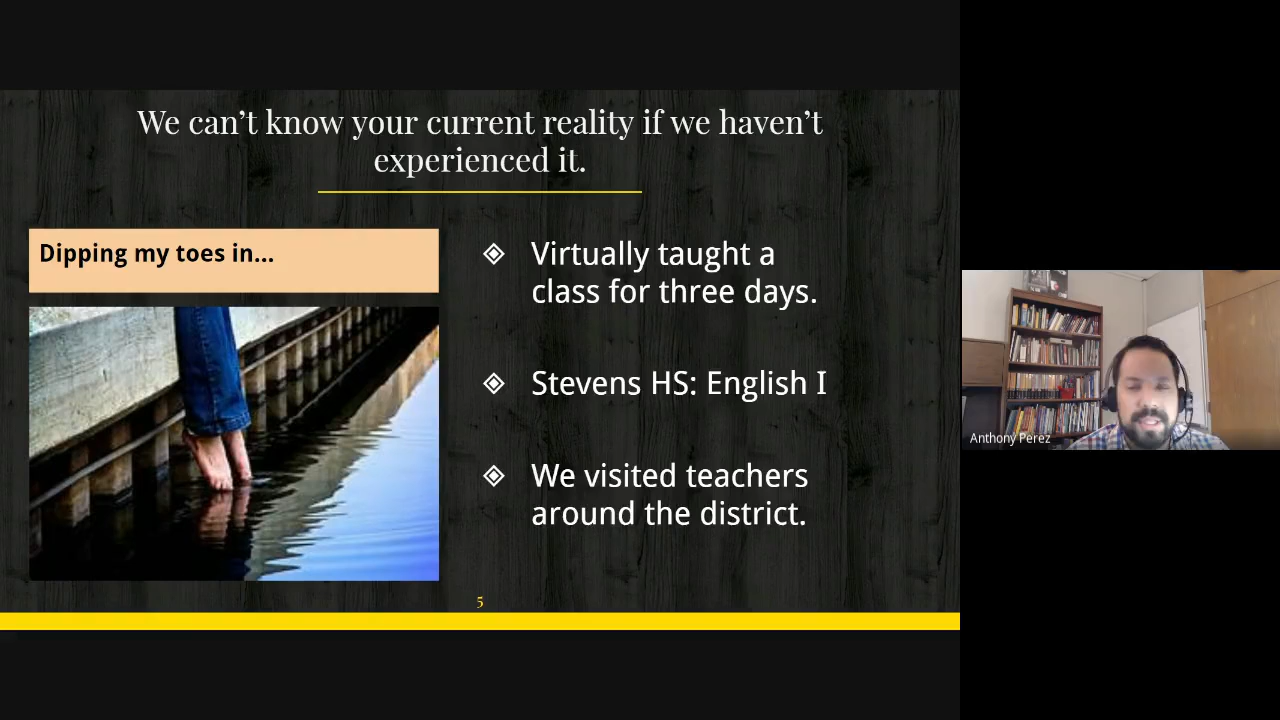 We can’t know your current reality if we haven’t
experienced it.
Dipping my toes in...
Virtually taught a
class for three days.
Stevens HS: English I
We visited teachers
around the district.
5
Anthony Perez